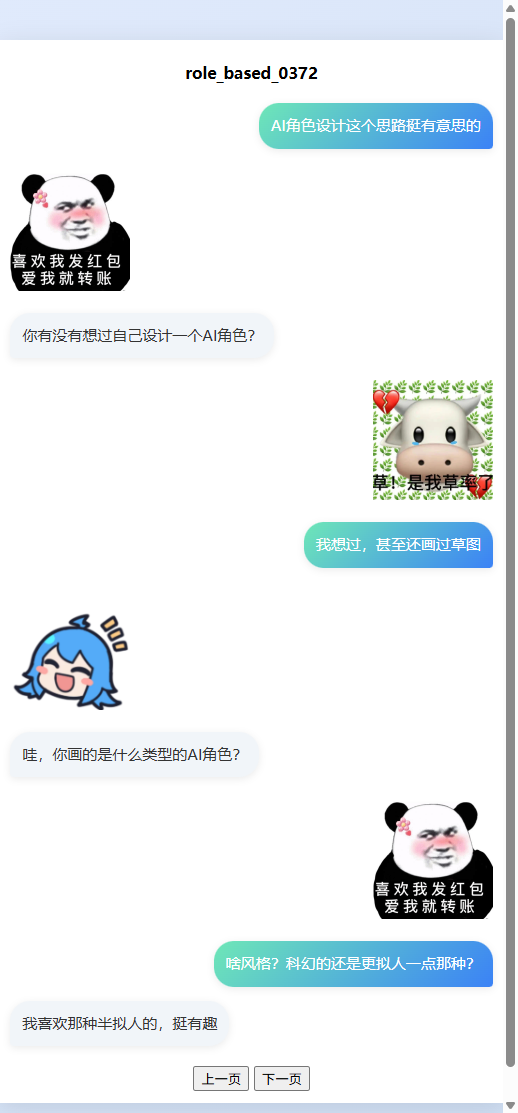 role_based_0372
AI角色设计这个思路挺有意思的
喜欢我发红包
爱我就转账
你有没有想过自己设计一个AI角色？
草！是我草率了
我想过，甚至还画过草图
哇，你画的是什么类型的AI角色？
喜欢我发红包
爱我就转账
啥风格？科幻的还是更拟人一点那种？
我喜欢那种半拟人的，挺有趣
上一页 下一页